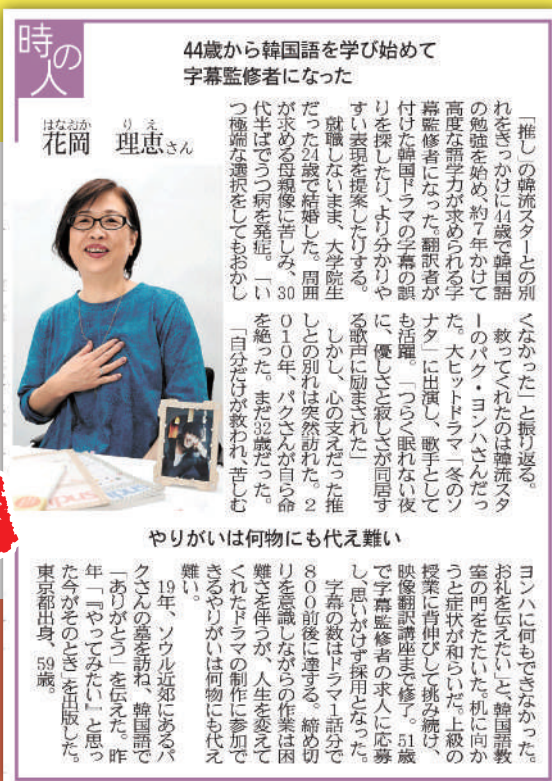 時の人
44歳から韓国語を学び始めて
字幕監修者になった
はなおか りえ
花岡 理恵さん
「推し」の韓流スターとの別
れをきっかけに44歳で韓国語
の勉強を始め、約7年かけて
高度な語学力が求められる字
幕監修者になった。翻訳者が
付けた韓国ドラマの字幕の誤
りを探したり、より分かりや
すい表現を提案したりする。
就職しないまま、大学院生
だった24歳で結婚した。周囲
が求める母親像に苦しみ、30
代半ばでうつ病を発症。「い
つ極端な選択をしてもおかし
くなかった」と振り返る。
救ってくれたのは韓流スタ
ーのパク・ヨンハさんだっ
た。大ヒットドラマ「冬のソ
ナタ」に出演し、歌手として
も活躍。「つらく眠れない夜
に、優しさと寂しさが同居す
る歌声に励まされた」
しかし、心の支えだった推
しとの別れは突然訪れた。2
010年、パクさんが自ら命
を絶った。まだ32歳だった。
「自分だけが救われ、苦しむ
やりがいは何物にも代え難い
ヨンハに何もできなかった。
お礼を伝えたい」と、韓国語教
室の門をたたいた。机に向か
うと症状が和らいだ。上級の
授業に背伸びして挑み続け、
映像翻訳講座まで修了。51歳
で字幕監修者の求人に応募
し、思いがけず採用となった。
字幕の数はドラマ1話分で
800前後に達する。締め切
りを意識しながらの作業は困
難さを伴うが、人生を変えて
くれたドラマの制作に参加で
きるやりがいは何物にも代え
難い。
19年、ソウル近郊にあるパ
クさんの墓を訪ね、韓国語で
「ありがとう」を伝えた。昨
年「『やってみたい』と思っ
た今がそのとき」を出版した。
東京都出身、59歳。